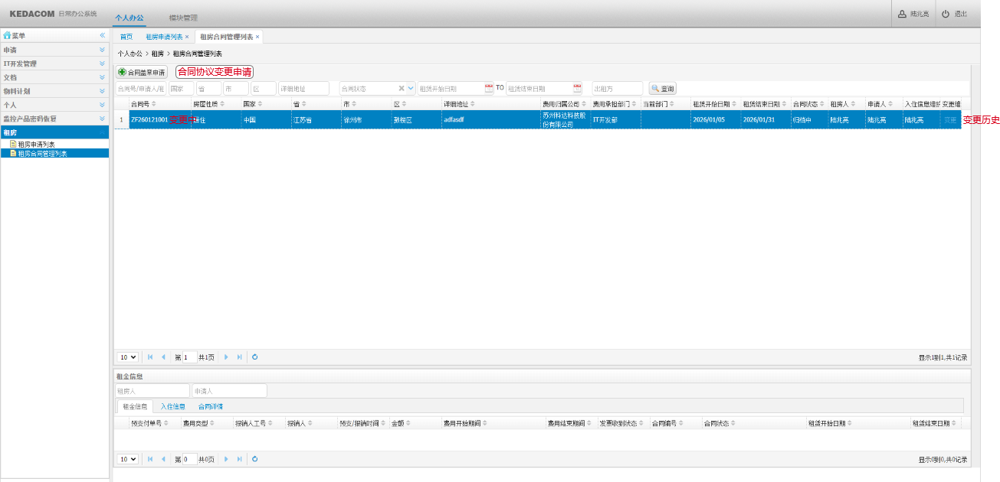 KEDACOM 日常办公系统 个人办公 模块管理 陆兆亮 退出
菜单
申请
IT开发管理
文档
物料计划
个人
监控产品密码恢复
租房
租房申请列表
租房合同管理列表
首页 租房申请列表 × 租房合同管理列表 ×
个人办公 > 租房 > 租房合同管理列表
合同盖章申请 合同协议变更申请
合同号/申请人/租 国家 省 市 区 详细地址 合同状态 租赁开始日期 TO 租赁结束日期 出租方 查询
合同号 房屋性质 国家 省 市 区 详细地址 费用归属公司 费用承担部门 当前部门 租赁开始日期 租赁结束日期 合同状态 租房人 申请人 入住信息维护 变更维
1 ZF260121001 变更中 居住 中国 江苏省 徐州市 鼓楼区 adfasdf 苏州科达科技股份有限公司 IT开发部 2026/01/05 2026/01/31 归档中 陆兆亮 陆兆亮 陆兆亮 变更 变更历史
10 第 1 共1页 显示1到1,共1记录
租金信息
租房人 申请人
租金信息 入住信息 合同详情
预支付单号 费用类型 报销人工号 报销人 预支/报销时间 金额 费用开始期间 费用结束期间 发票收到状态 合同编号 合同状态 租赁开始日期 租赁结束日期
10 第 0 共0页 显示0到0,共0记录